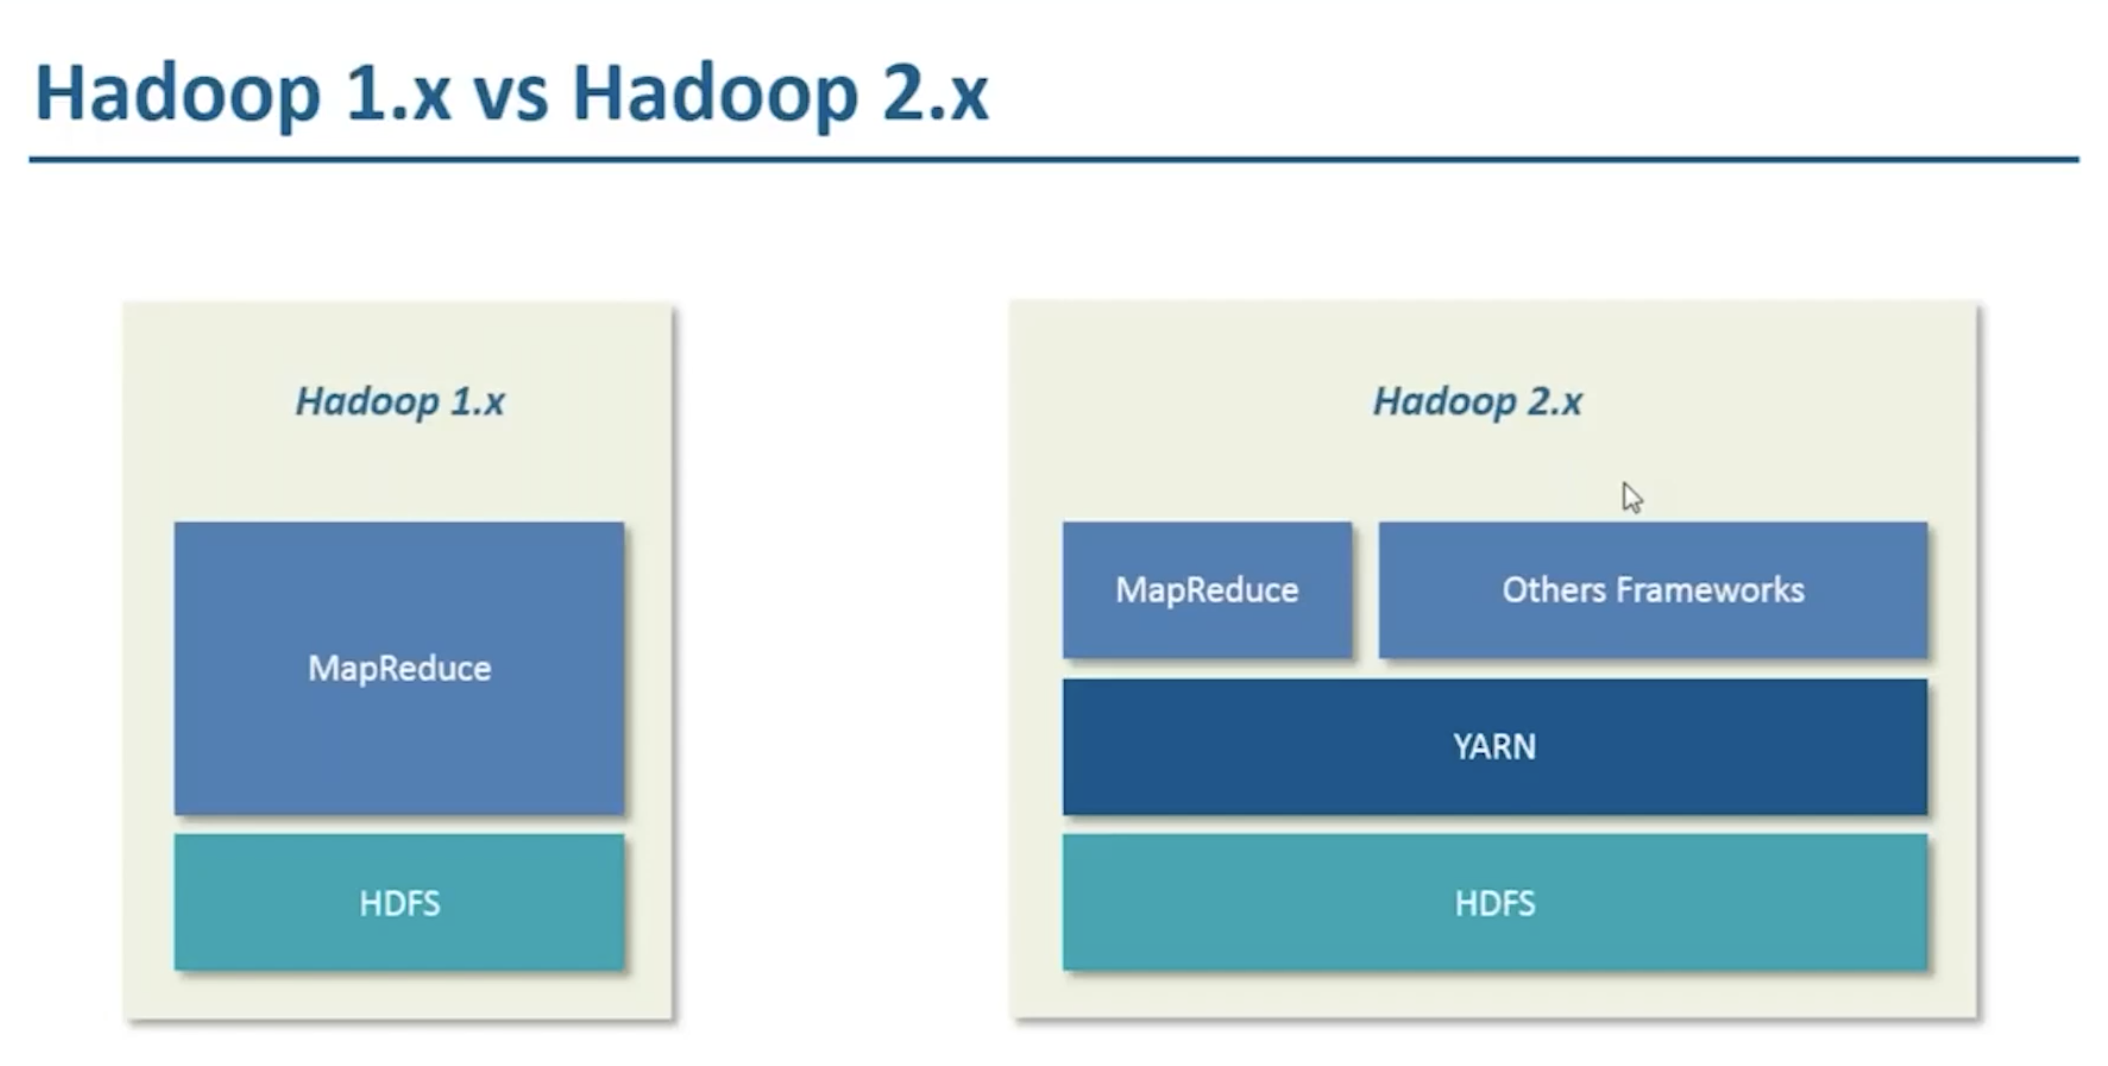 Hadoop 1.x vs Hadoop 2.x
Hadoop 1.x
MapReduce
HDFS
Hadoop 2.x
MapReduce
Others Frameworks
YARN
HDFS